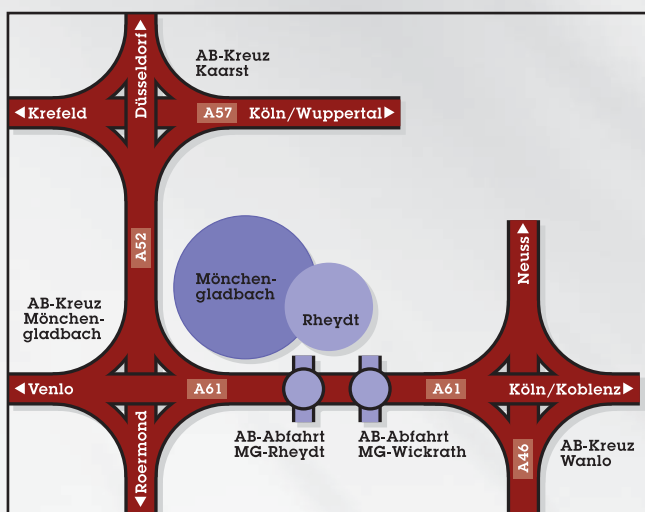 Düsseldorf
AB-Kreuz
Kaarst
Krefeld
A57
Köln/Wuppertal
A52
Mönchen-
gladbach
Rheydt
Neuss
AB-Kreuz
Mönchen-
gladbach
Venlo
A61
A61
Köln/Koblenz
Roermond
AB-Abfahrt
MG-Rheydt
AB-Abfahrt
MG-Wickrath
A46
AB-Kreuz
Wanlo